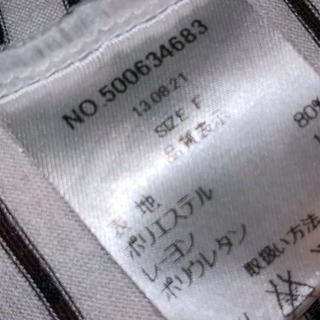 NO.500634683
13.08.21
SIZE F
品質表示
表 地
ポリエステル 80%
レーヨン
ポリウレタン
取扱い方法